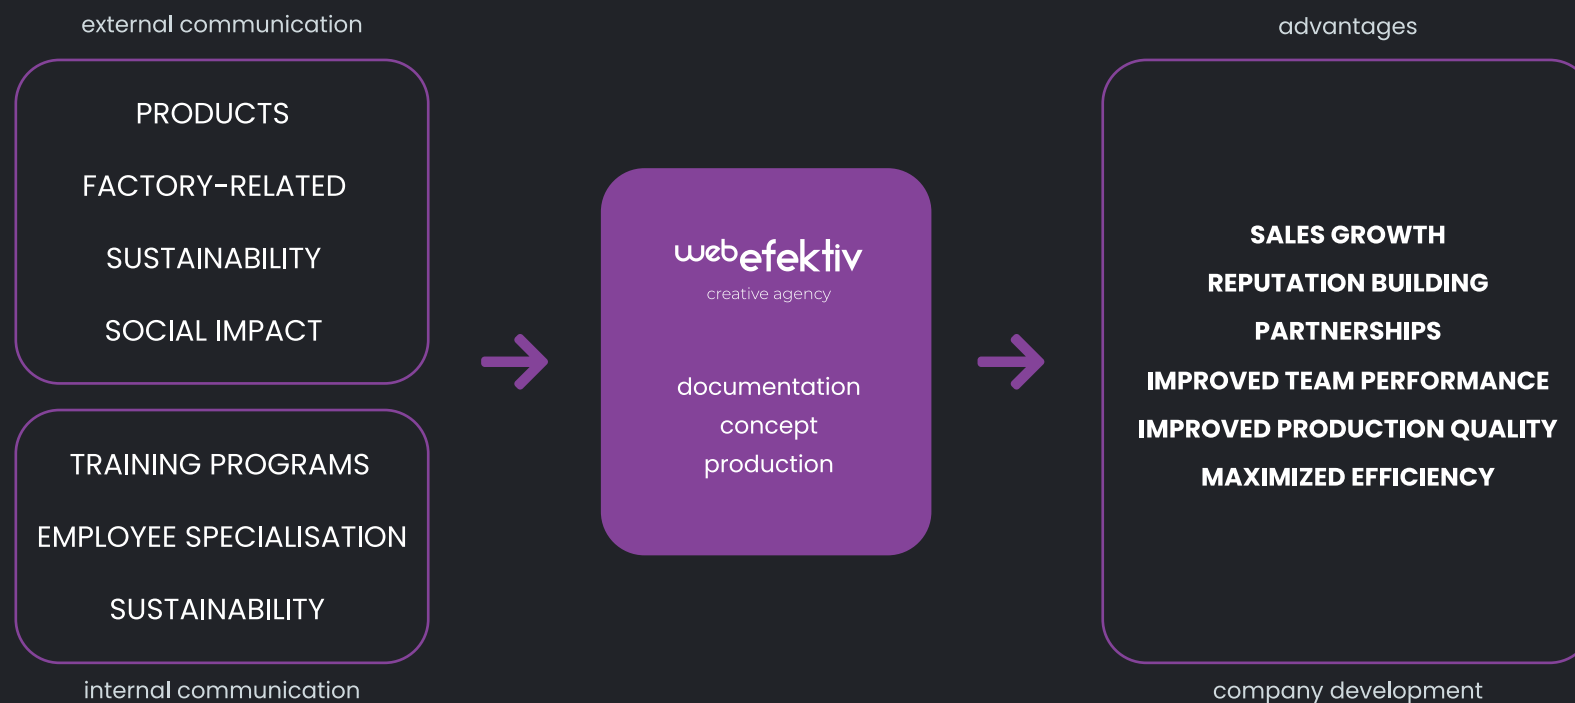 external communication
PRODUCTS
FACTORY-RELATED
SUSTAINABILITY
SOCIAL IMPACT
TRAINING PROGRAMS
EMPLOYEE SPECIALISATION
SUSTAINABILITY
internal communication
webefektiv
creative agency
documentation
concept
production
advantages
SALES GROWTH
REPUTATION BUILDING
PARTNERSHIPS
IMPROVED TEAM PERFORMANCE
IMPROVED PRODUCTION QUALITY
MAXIMIZED EFFICIENCY
company development